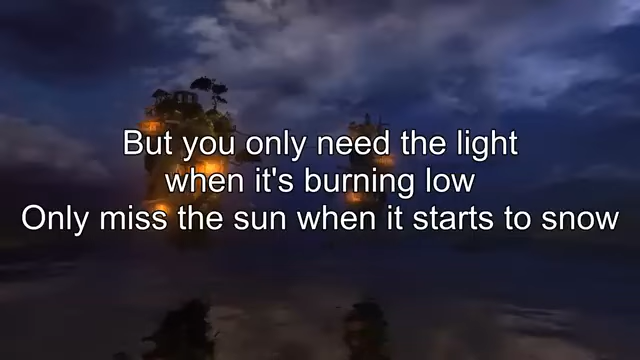 But you only need the light
when it's burning low
Only miss the sun when it starts to snow